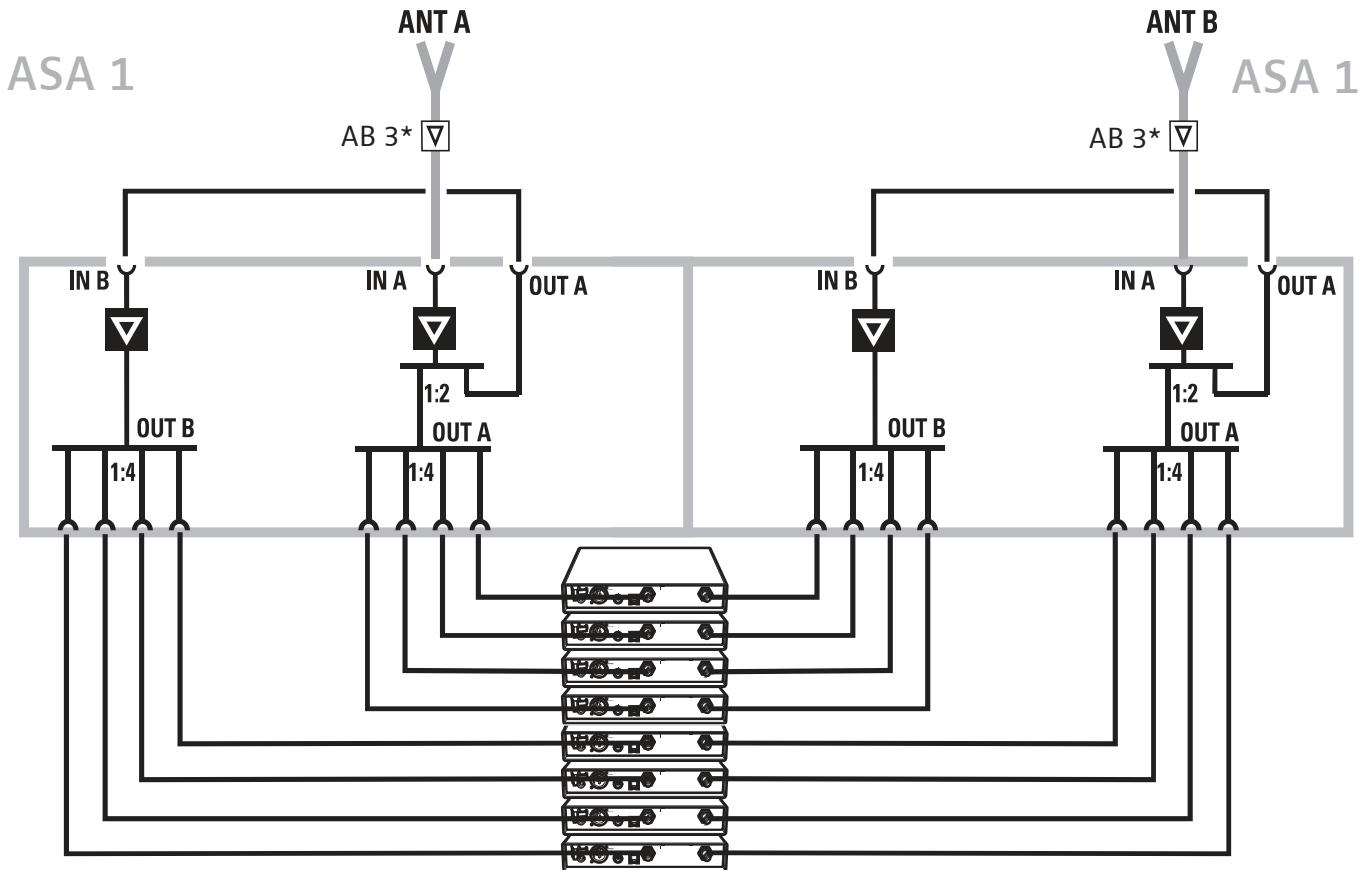 ANT A
ANT B
ASA 1
ASA 1
AB 3*
AB 3*
IN B
IN A
OUT A
IN B
IN A
OUT A
1:2
1:2
OUT B
OUT A
OUT B
OUT A
1:4
1:4
1:4
1:4